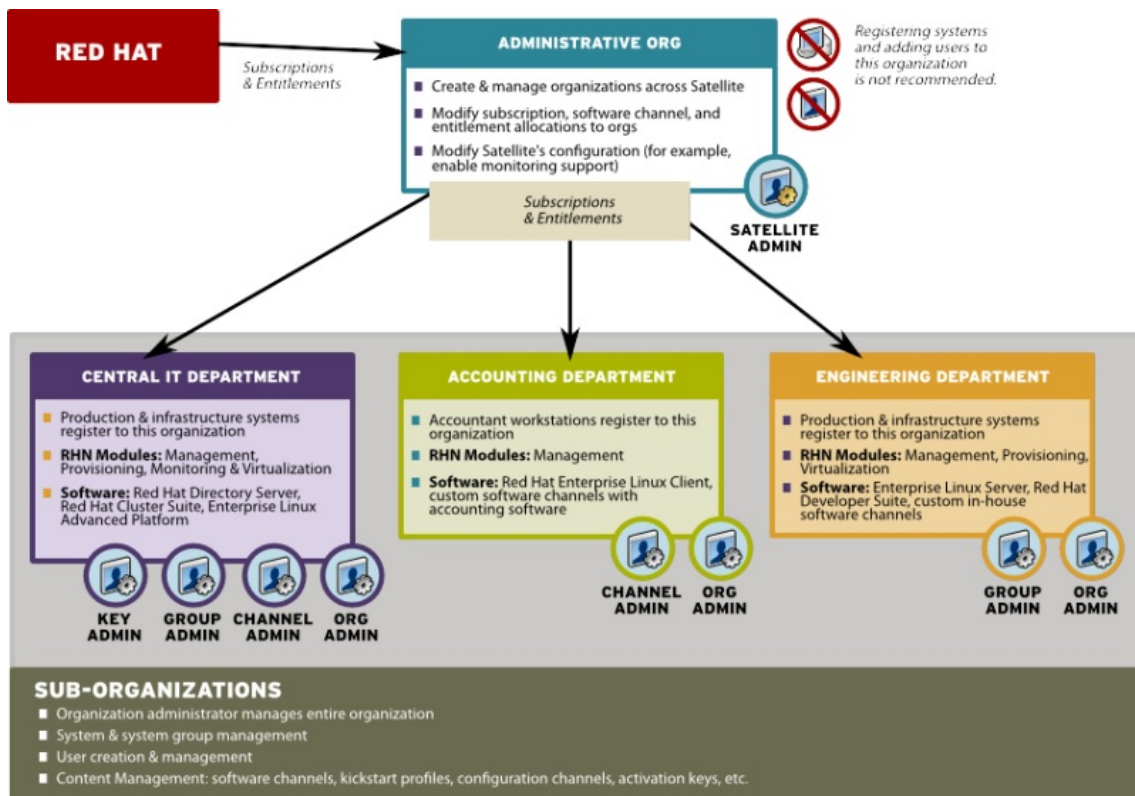 RED HAT
Subscriptions
& Entitlements
ADMINISTRATIVE ORG
Create & manage organizations across Satellite
Modify subscription, software channel, and
entitlement allocations to orgs
Modify Satellite's configuration (for example,
enable monitoring support)
Registering systems
and adding users to
this organization
is not recommended.
Subscriptions
& Entitlements
SATELLITE
ADMIN
CENTRAL IT DEPARTMENT
Production & infrastructure systems
register to this organization
RHN Modules: Management,
Provisioning, Monitoring & Virtualization
Software: Red Hat Directory Server,
Red Hat Cluster Suite, Enterprise Linux
Advanced Platform
KEY
ADMIN
GROUP
ADMIN
CHANNEL
ADMIN
ORG
ADMIN
ACCOUNTING DEPARTMENT
Accountant workstations register to this
organization
RHN Modules: Management
Software: Red Hat Enterprise Linux Client,
custom software channels with
accounting software
CHANNEL
ADMIN
ORG
ADMIN
ENGINEERING DEPARTMENT
Production & infrastructure systems
register to this organization
RHN Modules: Management, Provisioning,
Virtualization
Software: Enterprise Linux Server, Red Hat
Developer Suite, custom in-house
software channels
GROUP
ADMIN
ORG
ADMIN
SUB-ORGANIZATIONS
Organization administrator manages entire organization
System & system group management
User creation & management
Content Management: software channels, kickstart profiles, configuration channels, activation keys, etc.